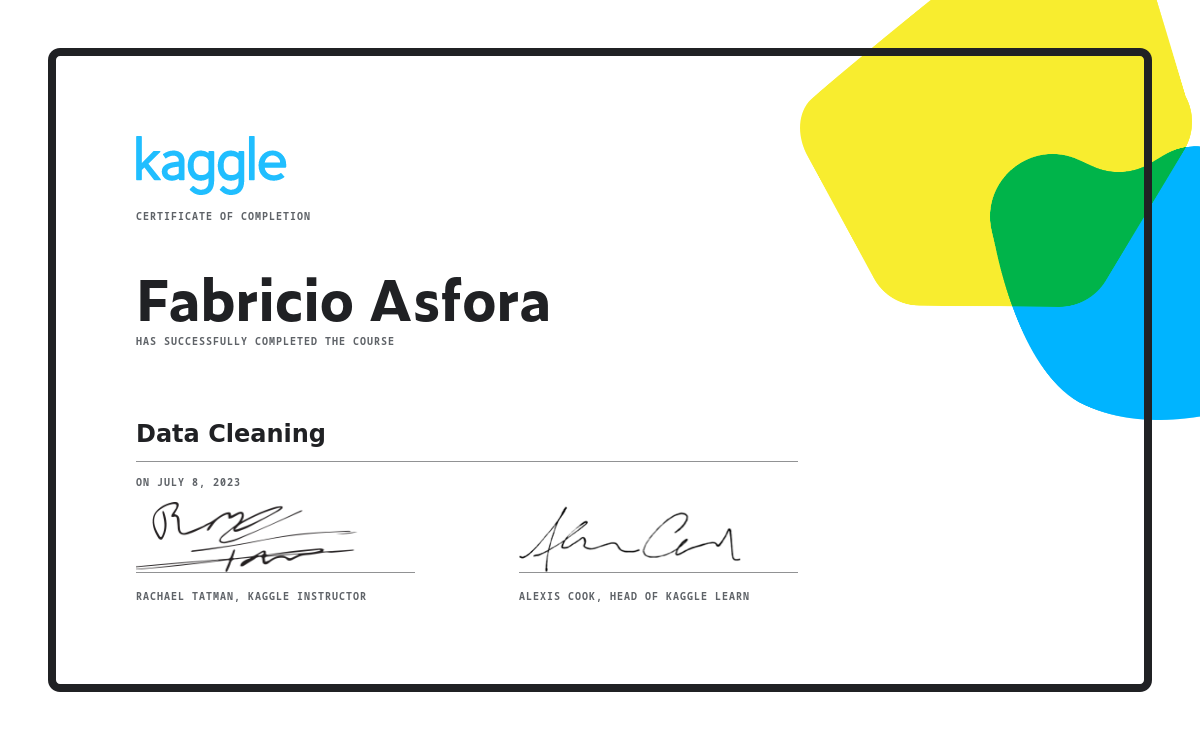 kaggle
CERTIFICATE OF COMPLETION
Fabricio Asfora
HAS SUCCESSFULLY COMPLETED THE COURSE
Data Cleaning
ON JULY 8, 2023
RACHAEL TATMAN, KAGGLE INSTRUCTOR
ALEXIS COOK, HEAD OF KAGGLE LEARN